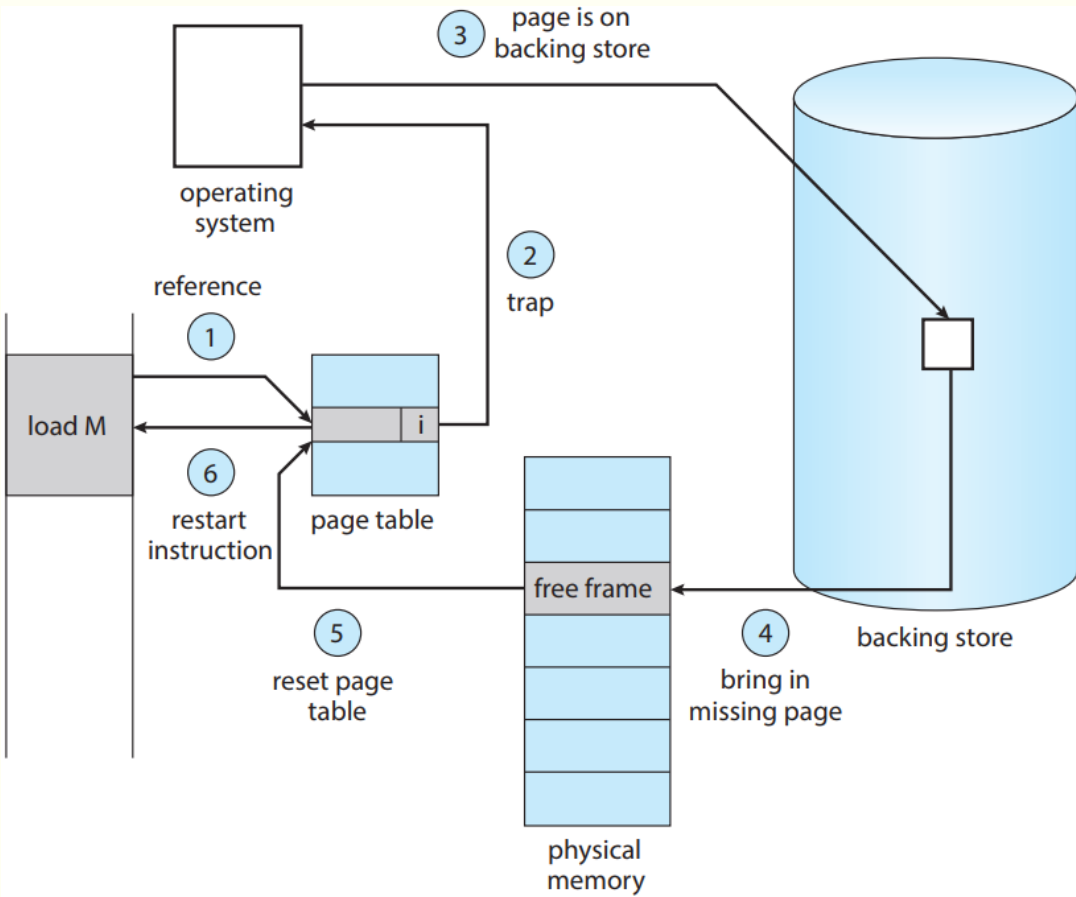 3
page is on
backing store
operating
system
2
trap
reference
1
load M
i
6
restart
instruction
page table
free frame
5
reset page
table
4
bring in
missing page
backing store
physical
memory